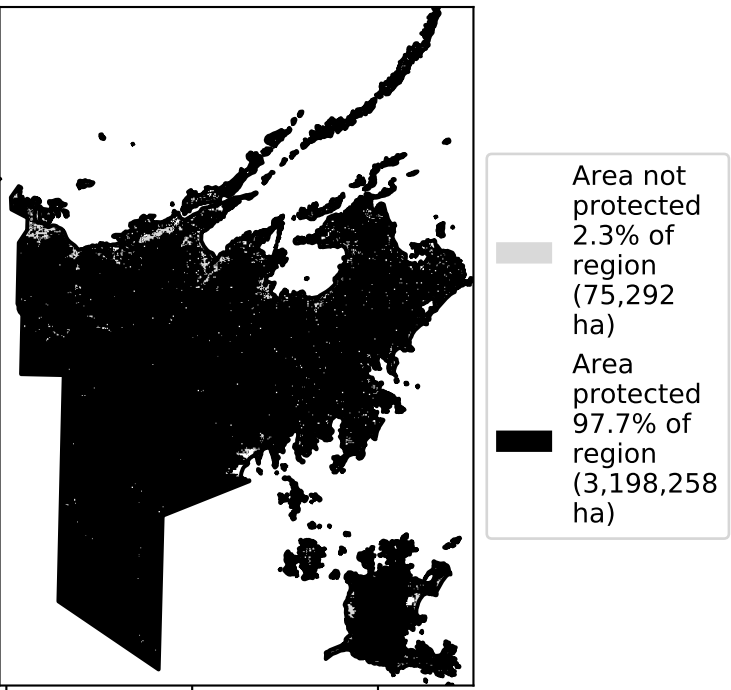 Area not
protected
2.3% of
region
(75,292
ha)
Area
protected
97.7% of
region
(3,198,258
ha)